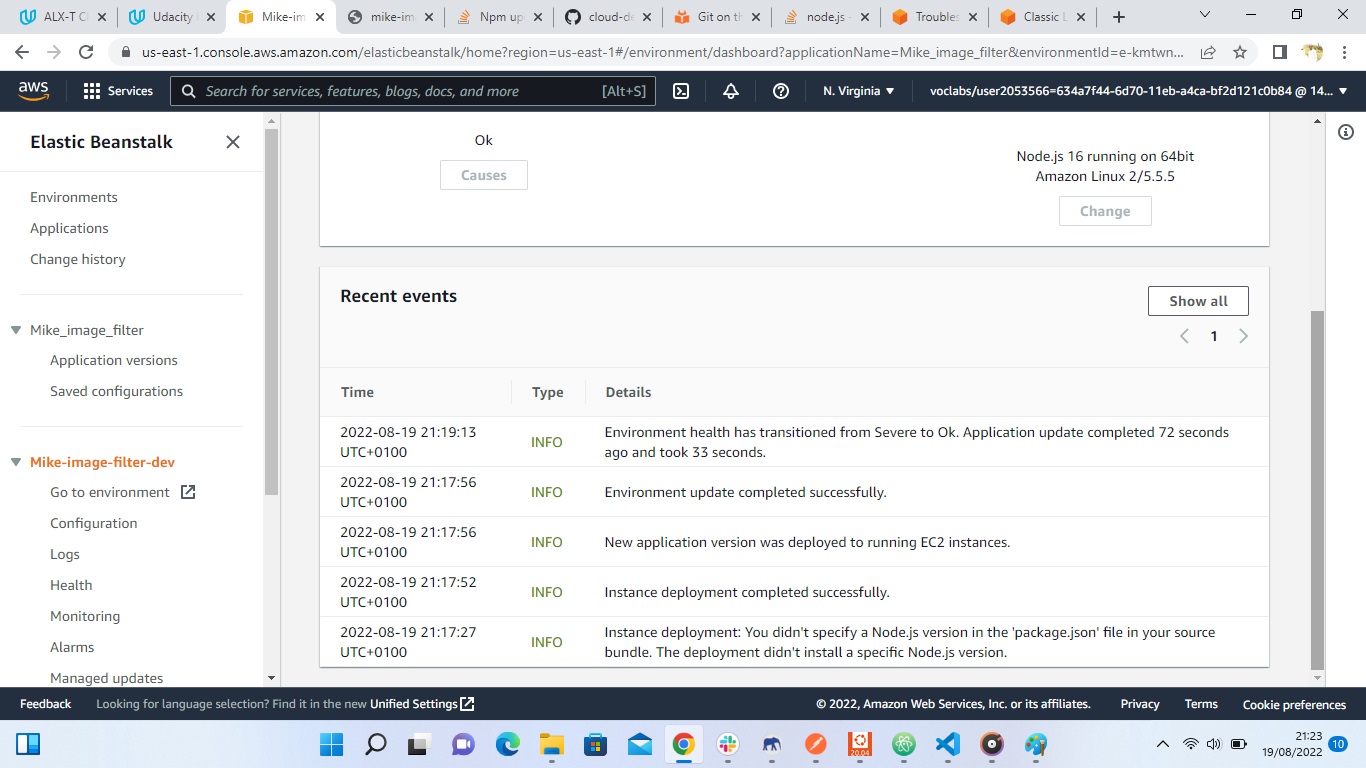 ALX-T C
Udacity
Mike-im
mike-im
Npm up
cloud-de
Git on th
node.js -
Troubles
Classic L
us-east-1.console.aws.amazon.com/elasticbeanstalk/home?region=us-east-1#/environment/dashboard?applicationName=Mike_image_filter&environmentId=e-kmtwn...
aws
Services
Search for services, features, blogs, docs, and more
[Alt+S]
N. Virginia
voclabs/user2053566=634a7f44-6d70-11eb-a4ca-bf2d121c0b84 @ 14...
Elastic Beanstalk
Environments
Applications
Change history
Mike_image_filter
Application versions
Saved configurations
Mike-image-filter-dev
Go to environment
Configuration
Logs
Health
Monitoring
Alarms
Managed updates
Ok
Causes
Node.js 16 running on 64bit
Amazon Linux 2/5.5.5
Change
Recent events
Show all
1
Time
Type
Details
2022-08-19 21:19:13
UTC+0100
INFO
Environment health has transitioned from Severe to Ok. Application update completed 72 seconds
ago and took 33 seconds.
2022-08-19 21:17:56
UTC+0100
INFO
Environment update completed successfully.
2022-08-19 21:17:56
UTC+0100
INFO
New application version was deployed to running EC2 instances.
2022-08-19 21:17:52
UTC+0100
INFO
Instance deployment completed successfully.
2022-08-19 21:17:27
UTC+0100
INFO
Instance deployment: You didn't specify a Node.js version in the 'package.json' file in your source
bundle. The deployment didn't install a specific Node.js version.
Feedback
Looking for language selection? Find it in the new Unified Settings
© 2022, Amazon Web Services, Inc. or its affiliates.
Privacy
Terms
Cookie preferences
20.04
21:23
19/08/2022
10